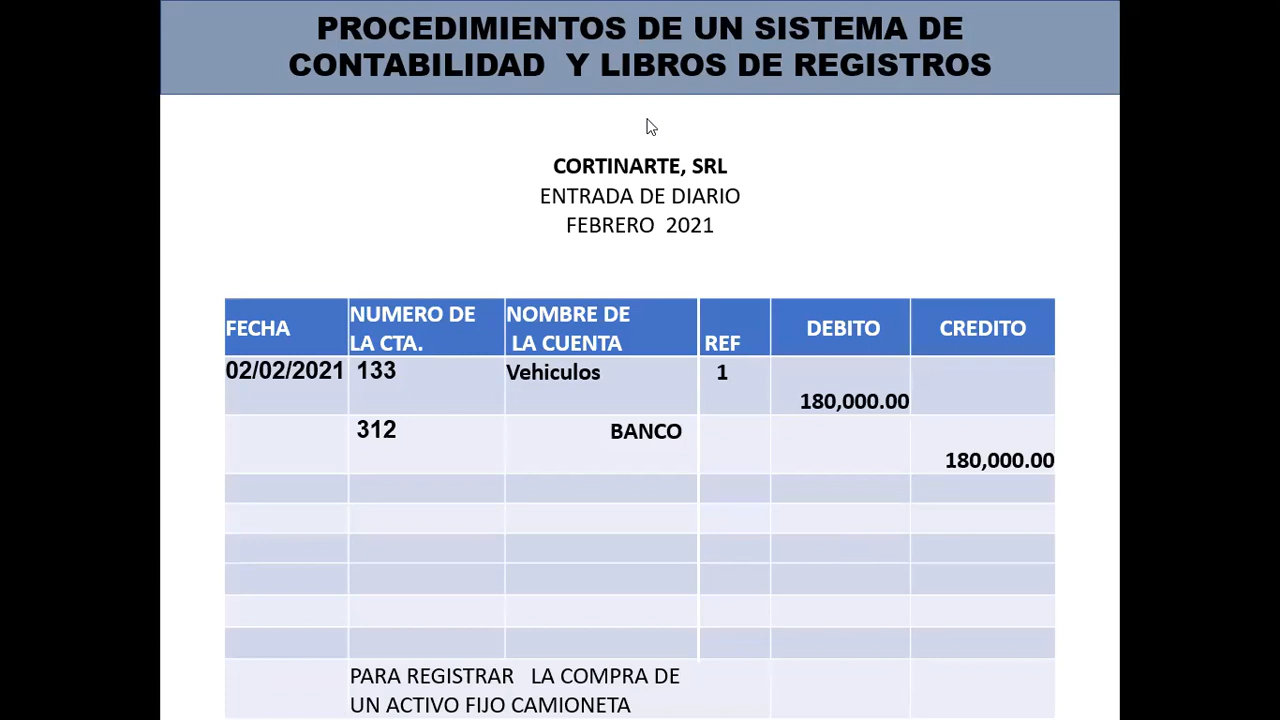 PROCEDIMIENTOS DE UN SISTEMA DE
CONTABILIDAD Y LIBROS DE REGISTROS
CORTINARTE, SRL
ENTRADA DE DIARIO
FEBRERO 2021
FECHA NUMERO DE LA CTA. NOMBRE DE LA CUENTA REF DEBITO CREDITO
02/02/2021 133 Vehiculos 1 180,000.00
312 BANCO 180,000.00
PARA REGISTRAR LA COMPRA DE
UN ACTIVO FIJO CAMIONETA